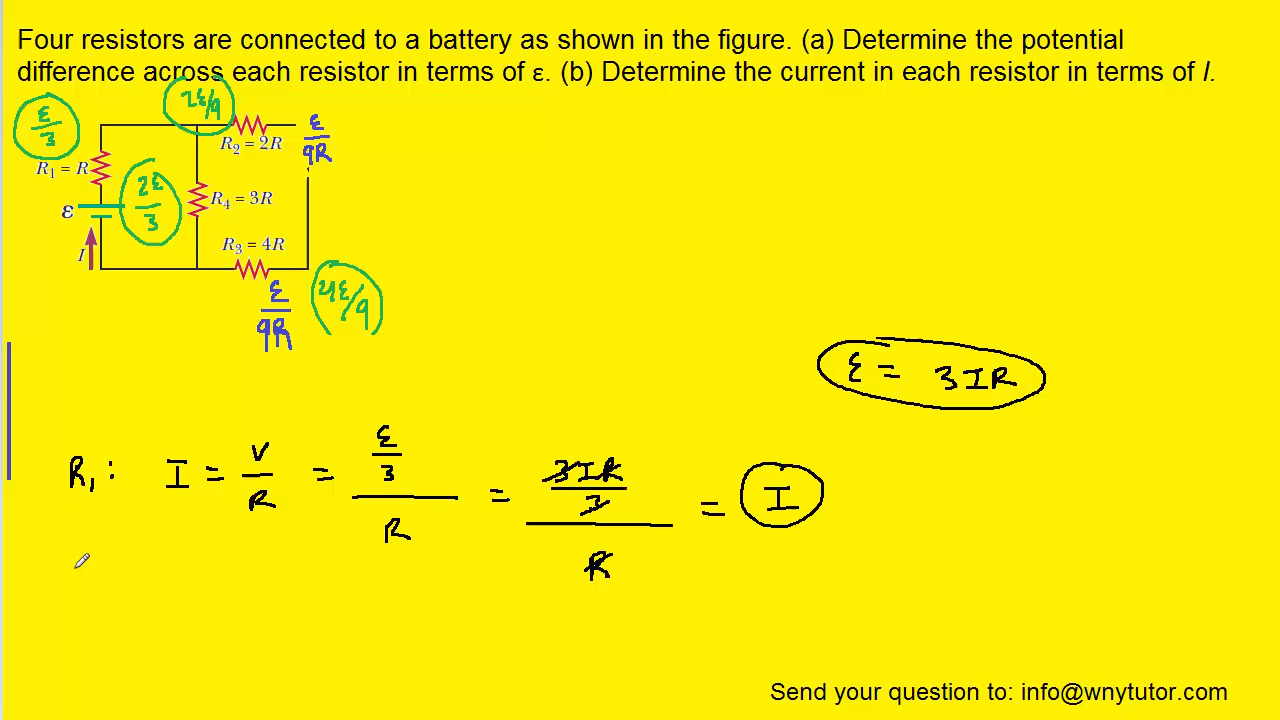 Four resistors are connected to a battery as shown in the figure. (a) Determine the potential
difference across each resistor in terms of ε. (b) Determine the current in each resistor in terms of I.
ε/3
2ε/9
R₂ = 2R
ε/9R
R₁ = R
2ε/3
R₄ = 3R
ε
I
R₃ = 4R
ε/9R
4ε/9
ε = 3IR
R₁: I = V/R = (ε/3)/R = (3IR/3)/R = I
Send your question to: info@wnytutor.com